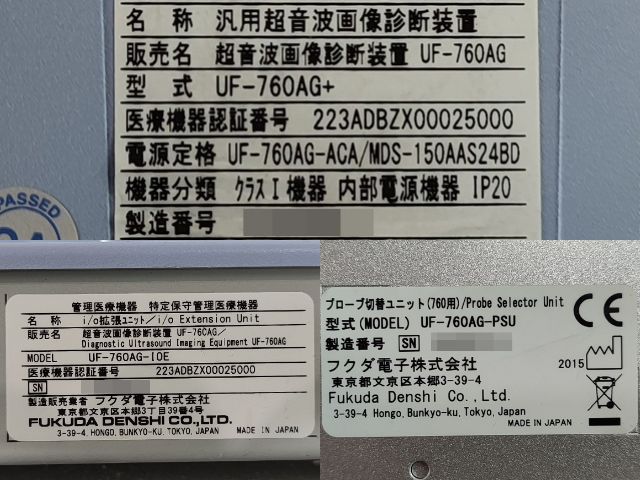 名 称 汎用超音波画像診断装置
販売名 超音波画像診断装置 UF-760AG
型 式 UF-760AG+
医療機器認証番号 223ADBZX00025000
電源定格 UF-760AG-ACA/MDS-150AAS24BD
機器分類 クラスⅠ機器 内部電源機器 IP20
製造番号
PASSED
管理医療機器 特定保守管理医療機器
名 称 i/o拡張ユニット/i/o Extension Unit
販売名 超音波画像診断装置 UF-760AG/
Diagnostic Ultrasound Imaging Equipment UF-760AG
MODEL UF-760AG-IOE
医療機器認証番号 223ADBZX00025000
SN
製造販売業者 フクダ電子株式会社
東京都文京区本郷3丁目39番4号
FUKUDA DENSHI CO., LTD.
3-39-4 HONGO, BUNKYO-KU, TOKYO, JAPAN MADE IN JAPAN
プローブ切替ユニット(760用)/Probe Selector Unit
型式(MODEL) UF-760AG-PSU
CE
製造番号 SN
フクダ電子株式会社
2015
東京都文京区本郷3-39-4
Fukuda Denshi Co., Ltd.
3-39-4 Hongo, Bunkyo-ku, Tokyo, Japan
MADE IN JAPAN